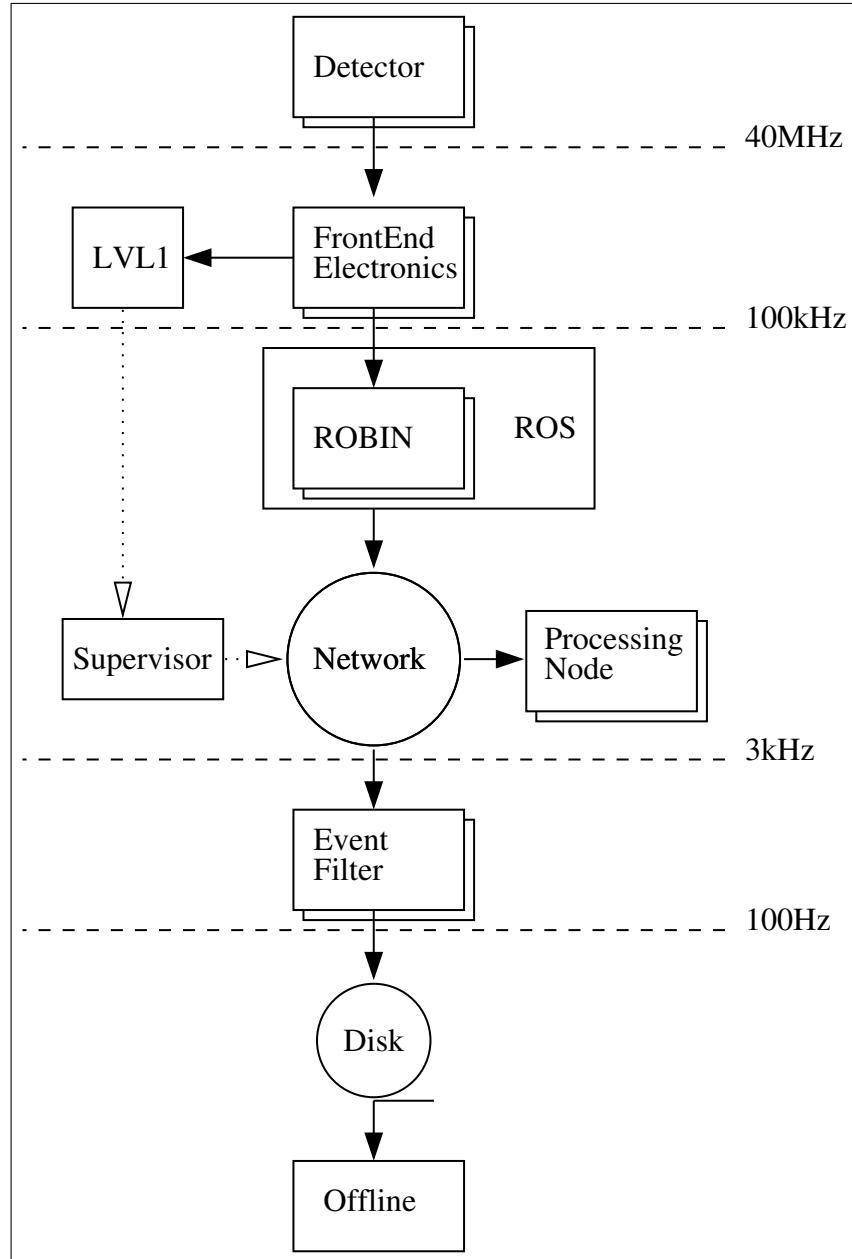 Detector
40MHz
LVL1
FrontEnd
Electronics
100kHz
ROBIN
ROS
Supervisor
Network
Processing
Node
3kHz
Event
Filter
100Hz
Disk
Offline